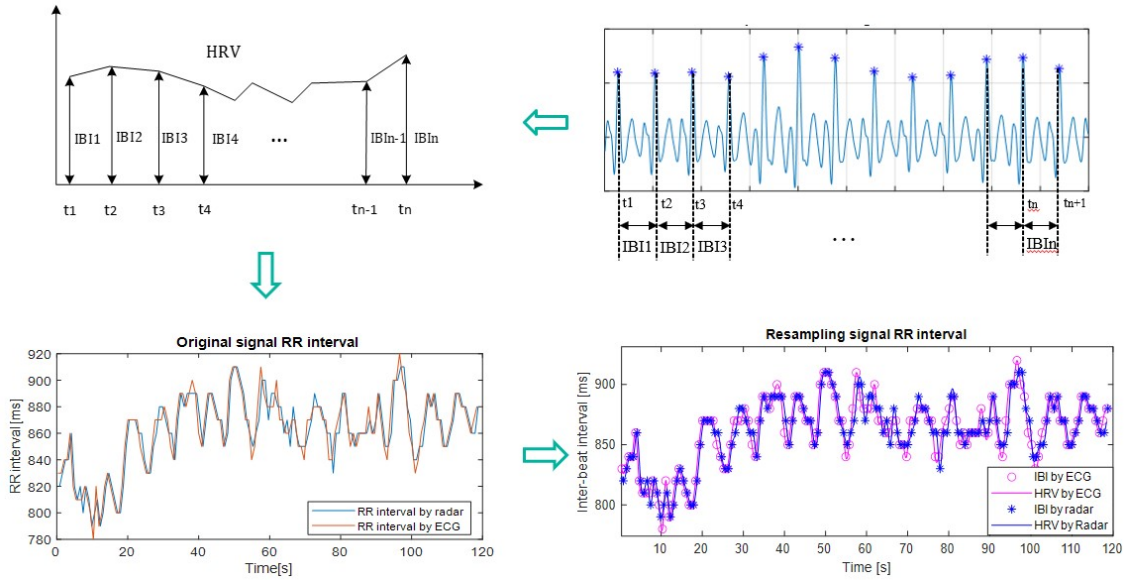 HRV
IBI1 IBI2 IBI3 IBI4 ... IBIn-1 IBIn
t1 t2 t3 t4 tn-1 tn
t1 t2 t3 t4 tn tn+1
IBI1 IBI2 IBI3 ... IBIn
Original signal RR interval
RR interval [ms]
920
900
880
860
840
820
800
780
0 20 40 60 80 100 120
Time[s]
RR interval by radar
RR interval by ECG
Resampling signal RR interval
Inter-beat interval [ms]
900
850
800
10 20 30 40 50 60 70 80 90 100 110 120
Time [s]
IBI by ECG
HRV by ECG
IBI by radar
HRV by Radar